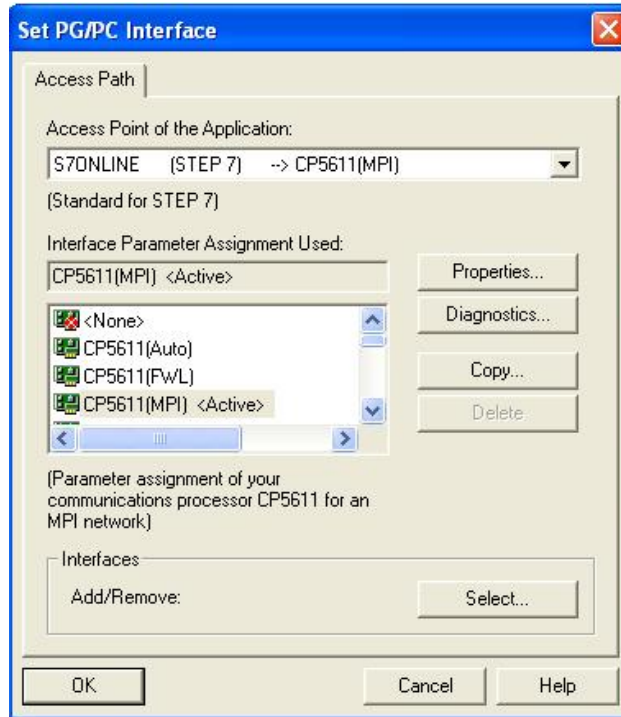 Set PG/PC Interface
Access Path
Access Point of the Application:
S7ONLINE (STEP 7) --> CP5611(MPI)
(Standard for STEP 7)
Interface Parameter Assignment Used:
CP5611(MPI) <Active>
Properties...
<None>
CP5611(Auto)
CP5611(FWL)
CP5611(MPI) <Active>
Diagnostics...
Copy...
Delete
(Parameter assignment of your
communications processor CP5611 for an
MPI network)
Interfaces
Add/Remove:
Select...
OK
Cancel
Help